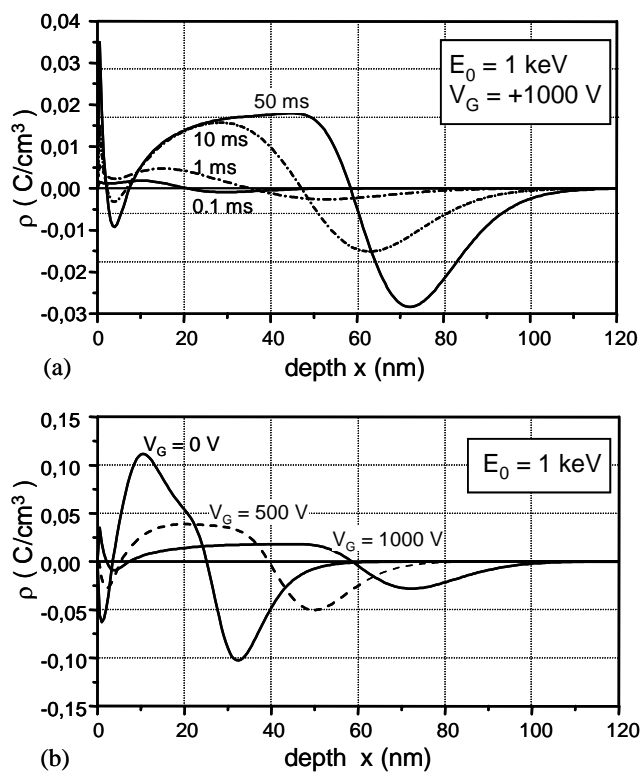 0,04
0,03
0,02
0,01
0,00
-0,01
-0,02
-0,03
ρ ( C/cm³ )
E₀ = 1 keV
V_G = +1000 V
50 ms
10 ms
1 ms
0.1 ms
0 20 40 60 80 100 120
(a)
depth x (nm)
0,15
0,10
0,05
0,00
-0,05
-0,10
-0,15
ρ ( C/cm³ )
V_G = 0 V
E₀ = 1 keV
V_G = 500 V
V_G = 1000 V
0 20 40 60 80 100 120
(b)
depth x (nm)